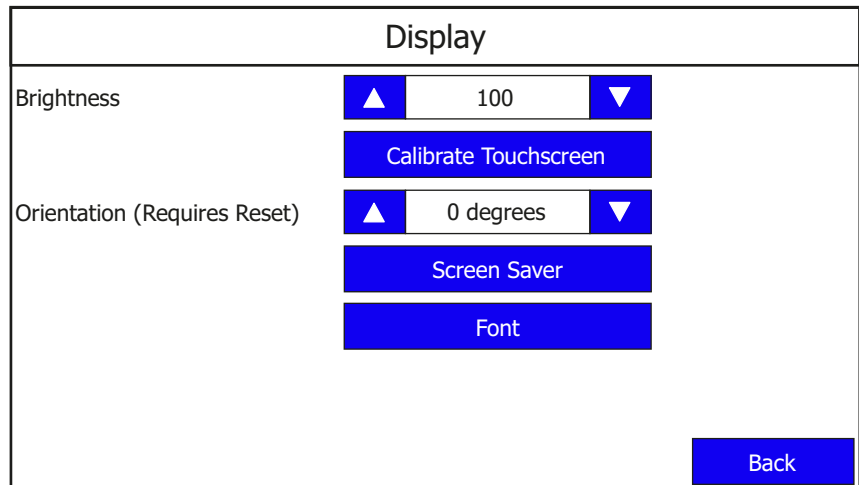 Display
Brightness
100
Calibrate Touchscreen
Orientation (Requires Reset)
0 degrees
Screen Saver
Font
Back